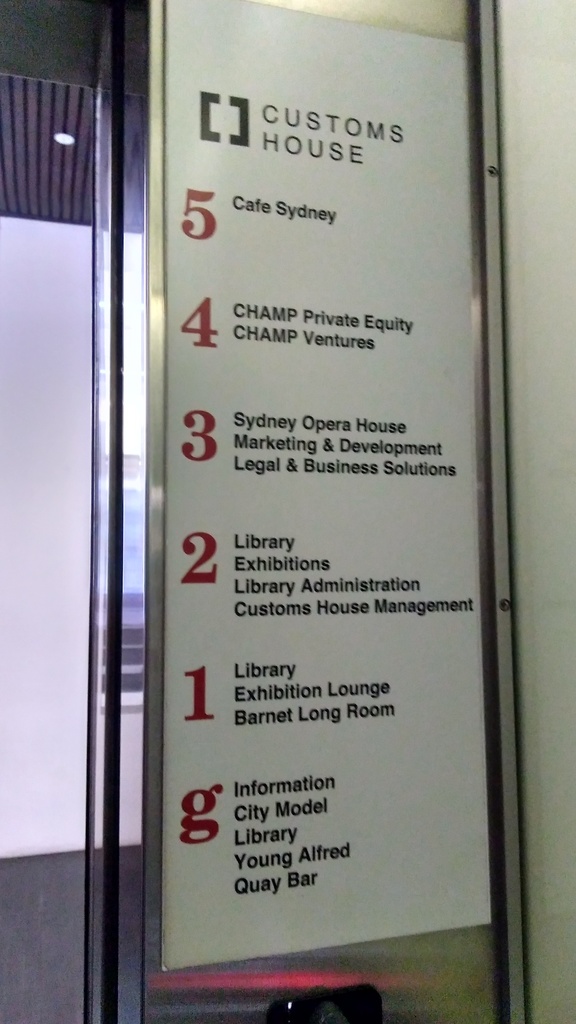 CUSTOMS
HOUSE
5 Cafe Sydney
4 CHAMP Private Equity
CHAMP Ventures
3 Sydney Opera House
Marketing & Development
Legal & Business Solutions
2 Library
Exhibitions
Library Administration
Customs House Management
1 Library
Exhibition Lounge
Barnet Long Room
g Information
City Model
Library
Young Alfred
Quay Bar